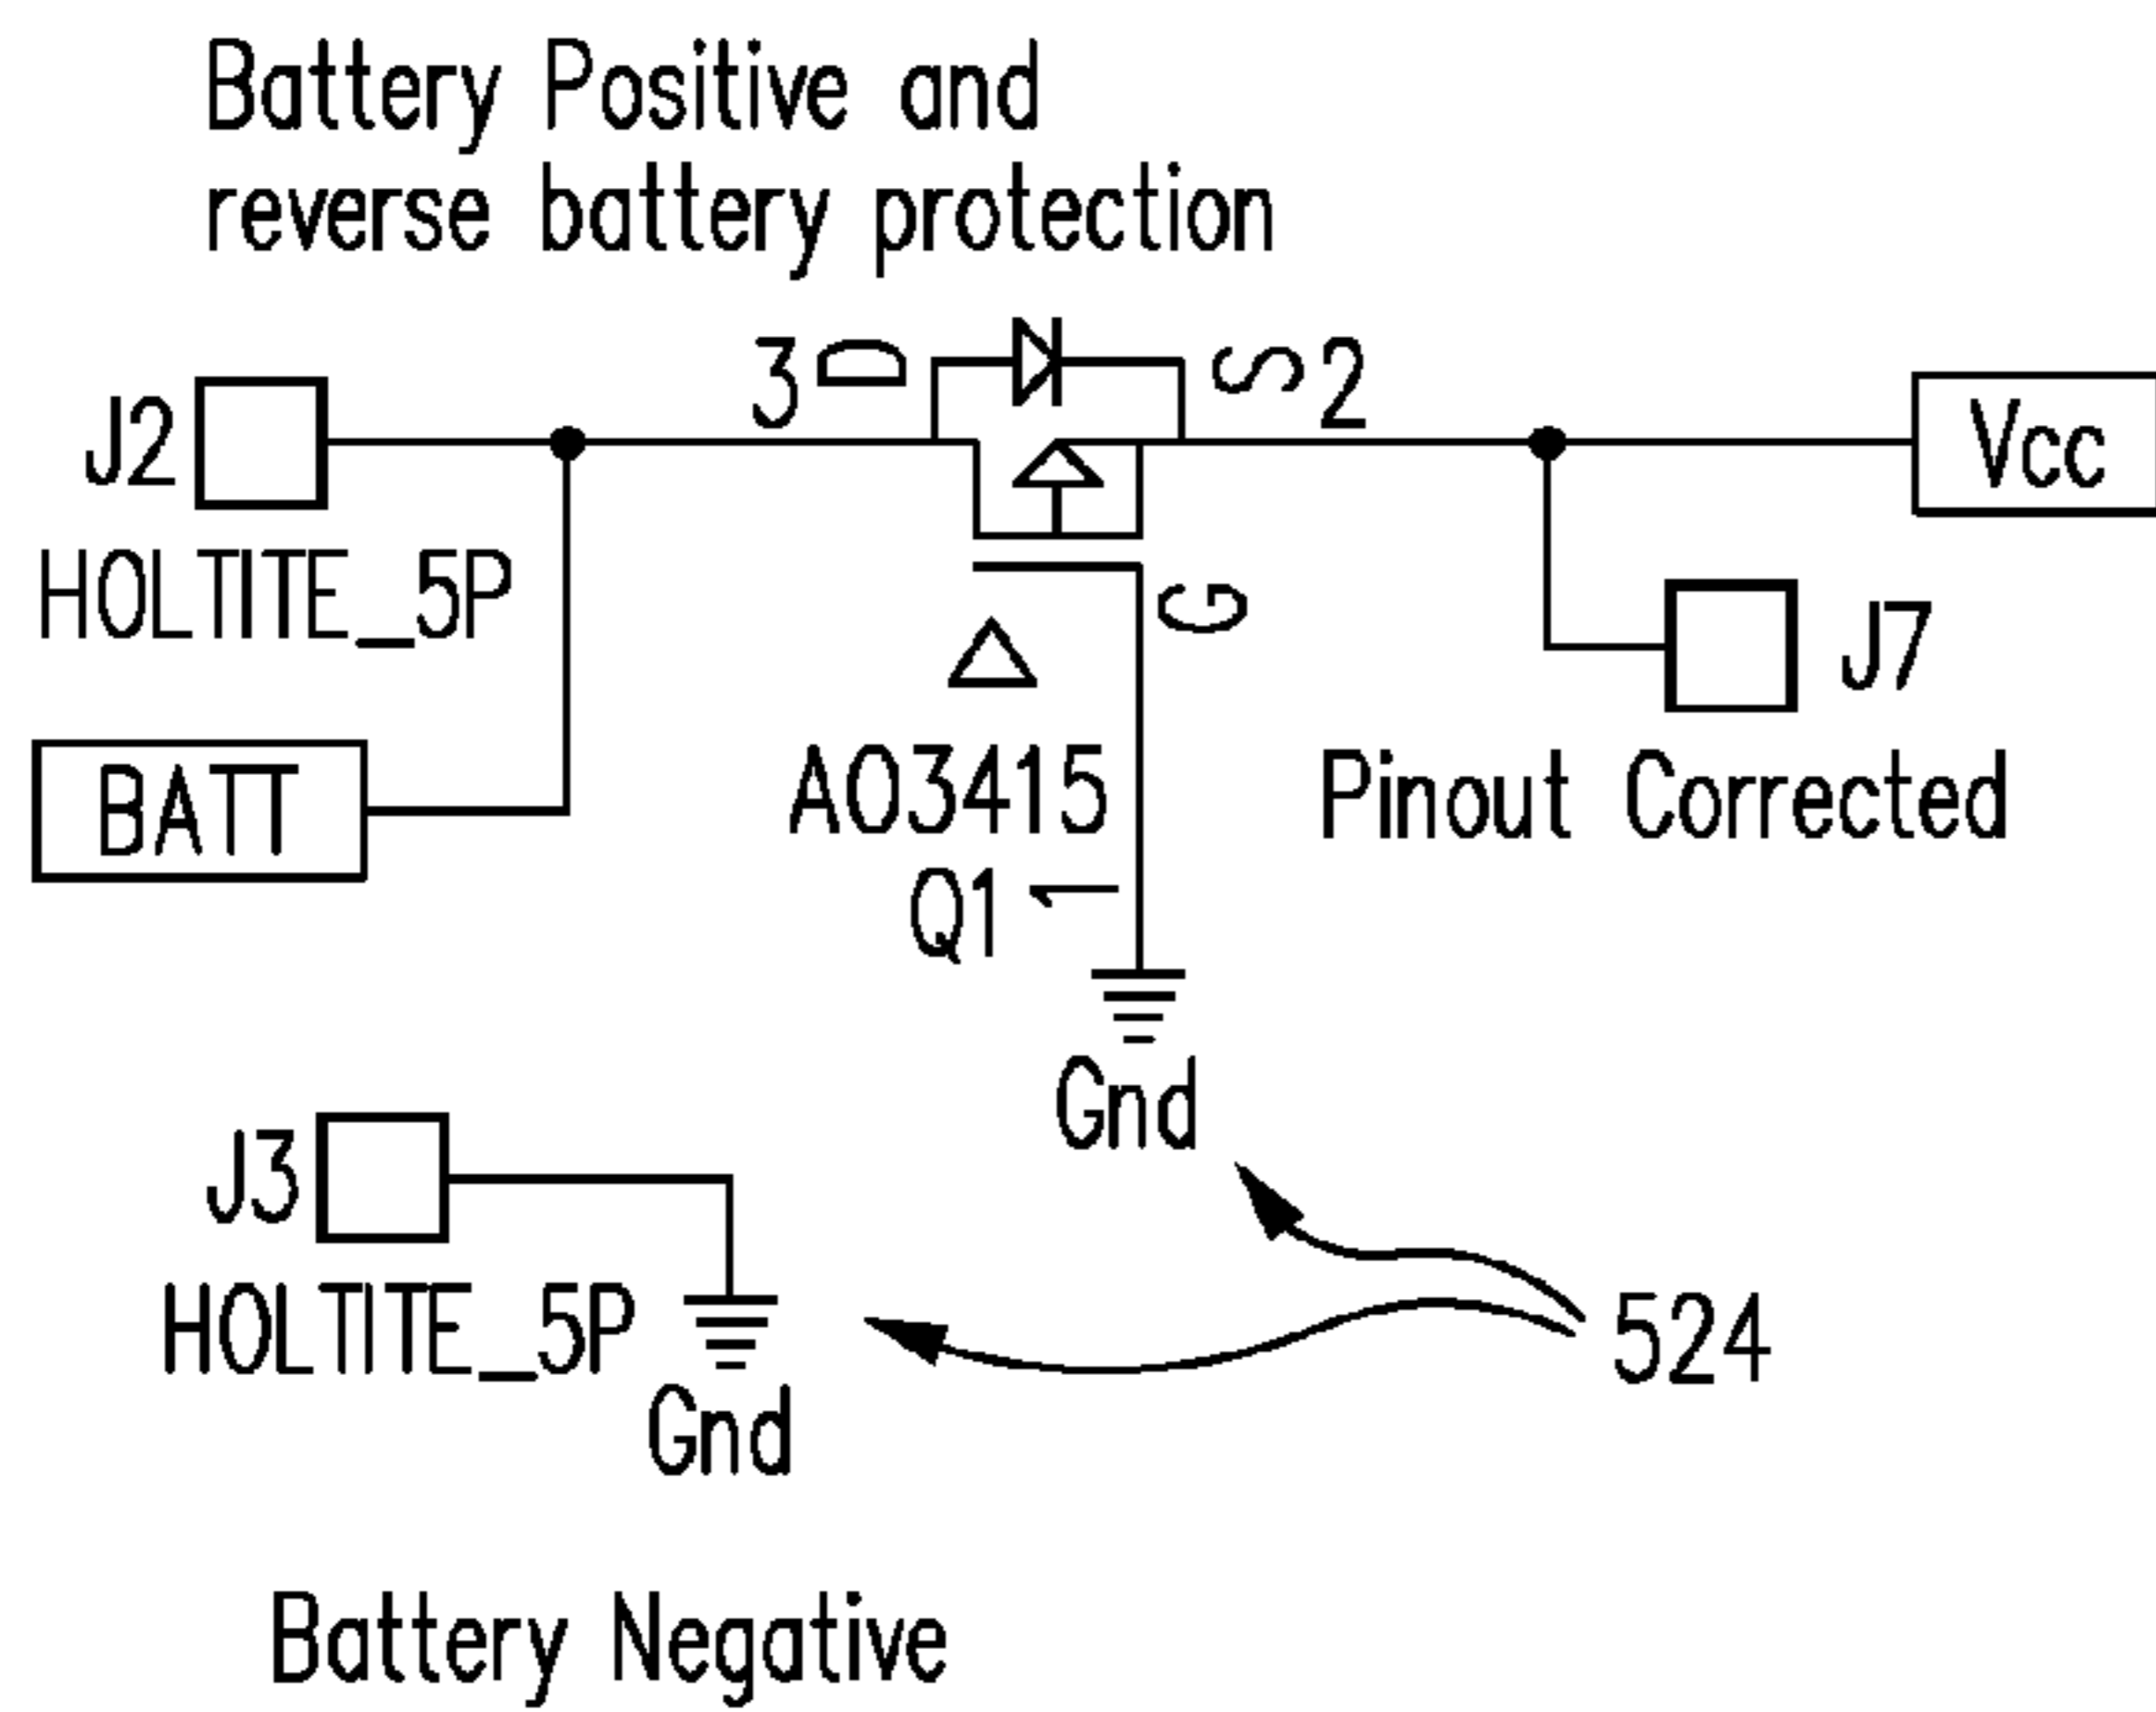 Battery Positive and
reverse battery protection
3 D S 2
J2
Vcc
HOLTITE_5P
G
J7
BATT
AO3415
Pinout Corrected
Q1 1
Gnd
J3
HOLTITE_5P
524
Gnd
Battery Negative